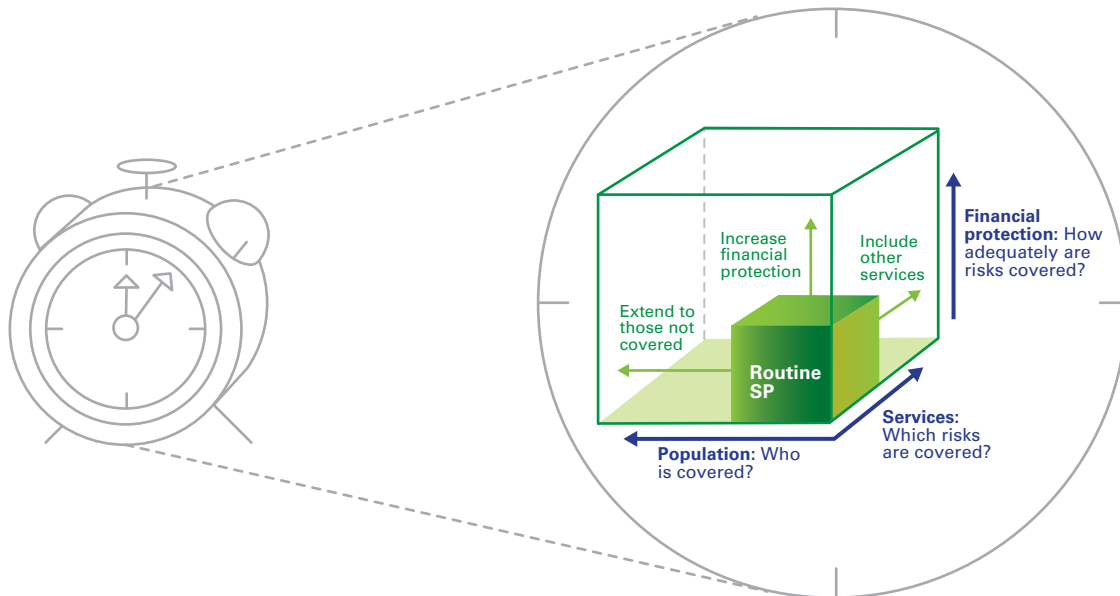 Increase
financial
protection
Include
other
services
Financial
protection: How
adequately are
risks covered?
Extend to
those not
covered
Routine
SP
Services:
Which risks
are covered?
Population: Who
is covered?